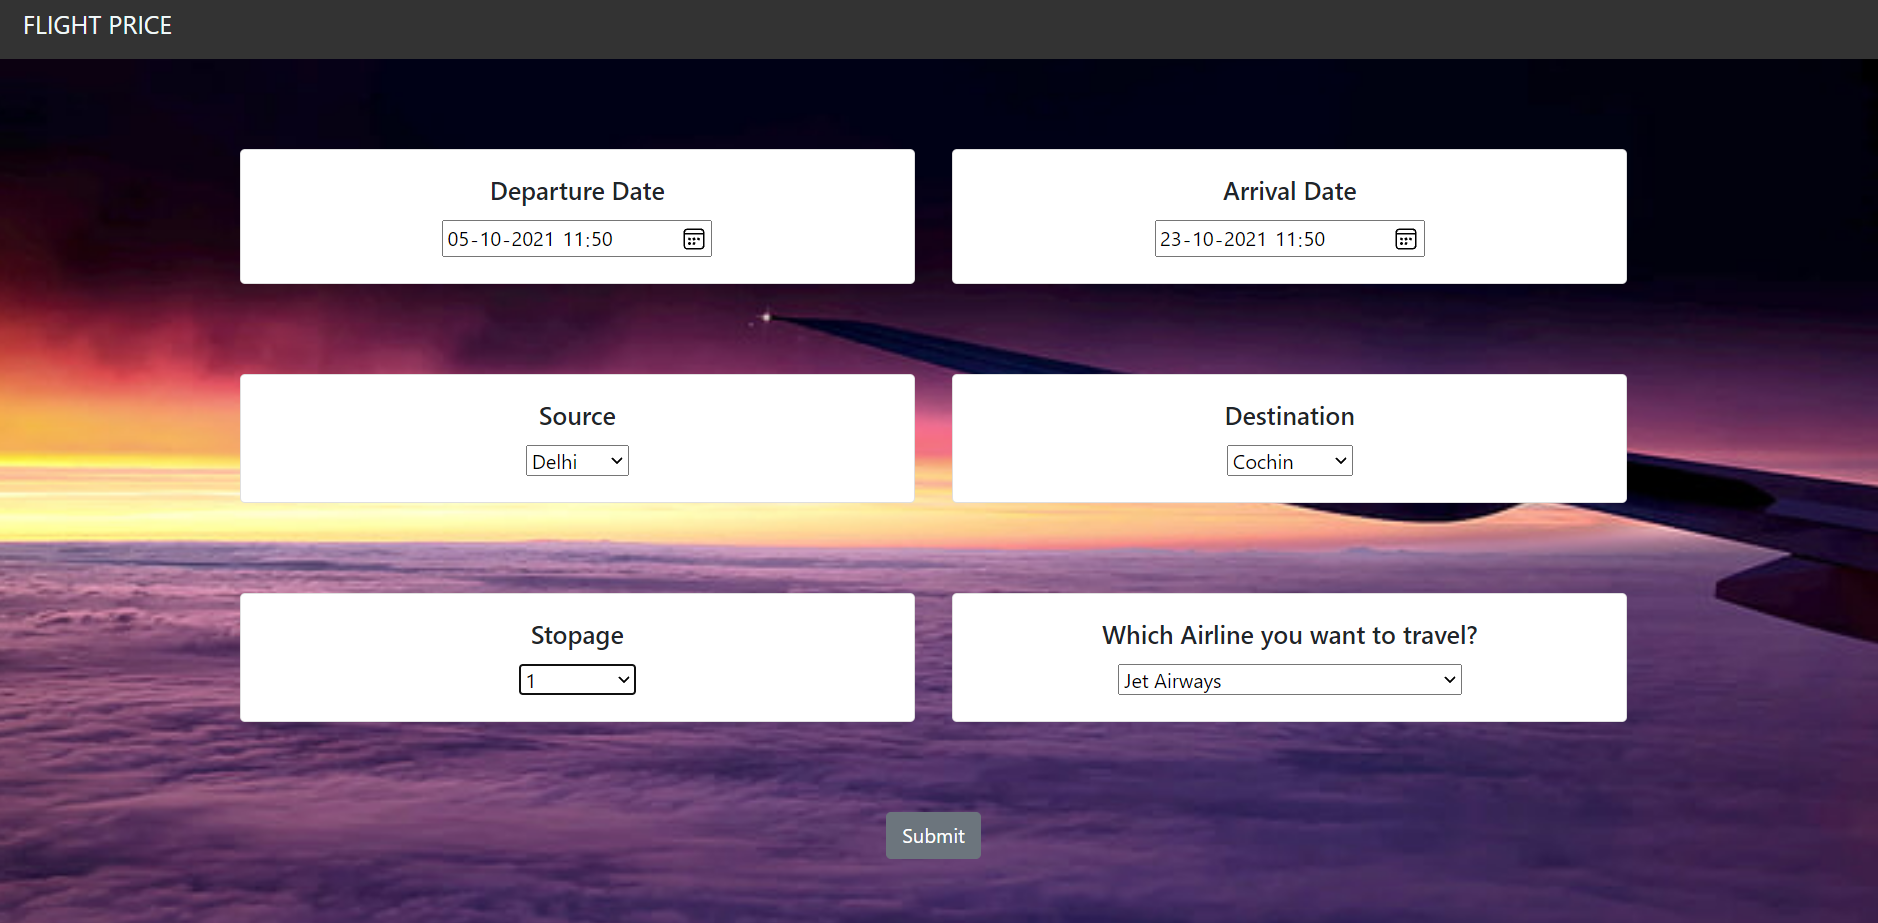 FLIGHT PRICE
Departure Date
05-10-2021 11:50
Arrival Date
23-10-2021 11:50
Source
Delhi
Destination
Cochin
Stopage
1
Which Airline you want to travel?
Jet Airways
Submit